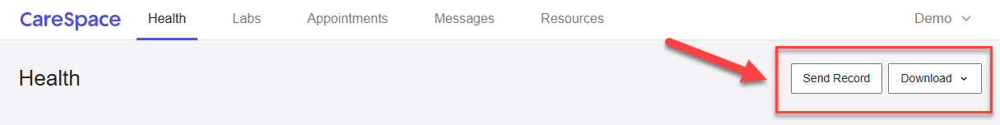 CareSpace Health Labs Appointments Messages Resources Demo
Health Send Record Download